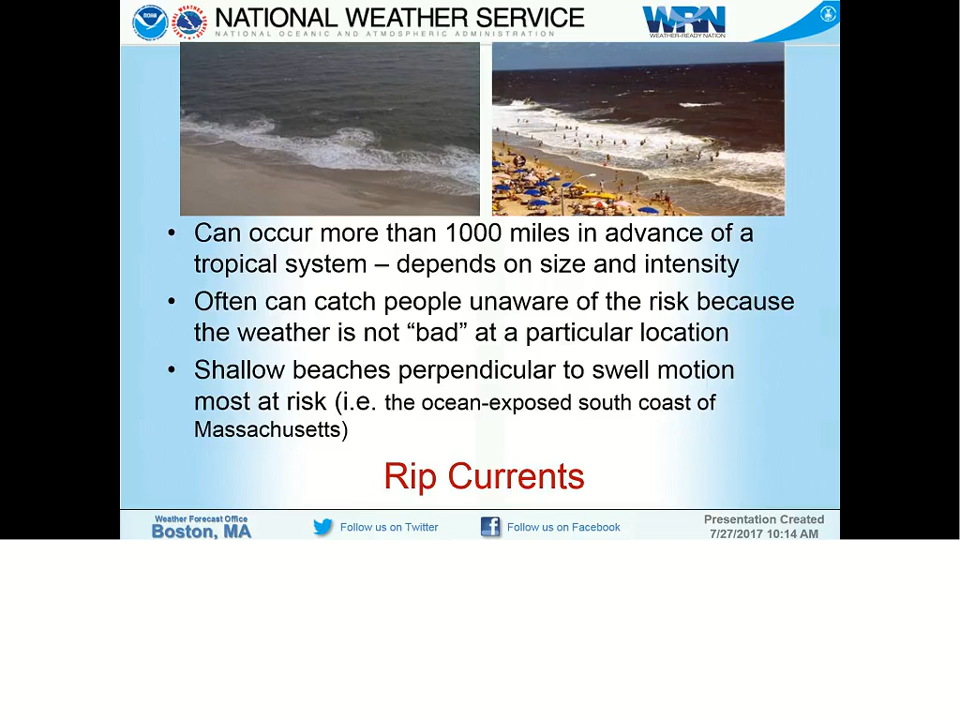 NATIONAL WEATHER SERVICE
NATIONAL OCEANIC AND ATMOSPHERIC ADMINISTRATION
WRN
WEATHER-READY NATION
• Can occur more than 1000 miles in advance of a
tropical system – depends on size and intensity
• Often can catch people unaware of the risk because
the weather is not “bad” at a particular location
• Shallow beaches perpendicular to swell motion
most at risk (i.e. the ocean-exposed south coast of
Massachusetts)
Rip Currents
Weather Forecast Office
Boston, MA
Follow us on Twitter
Follow us on Facebook
Presentation Created
7/27/2017 10:14 AM